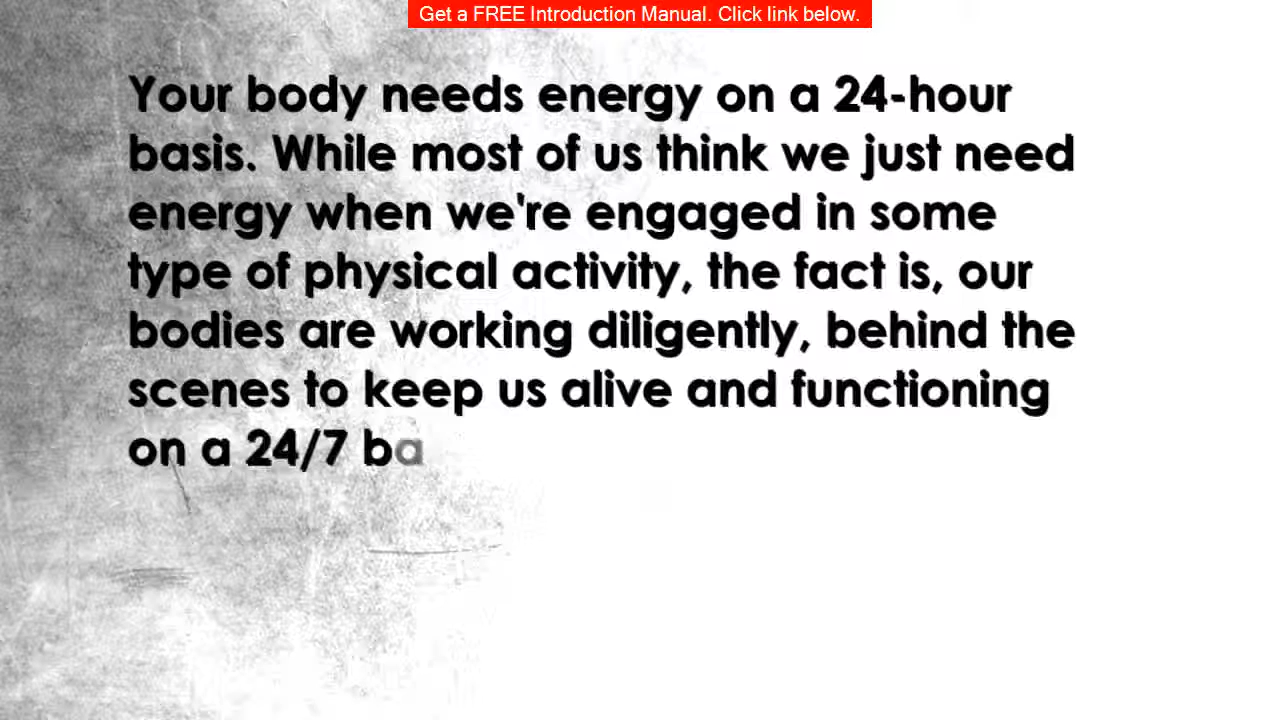 Get a FREE Introduction Manual. Click link below.
Your body needs energy on a 24-hour
basis. While most of us think we just need
energy when we're engaged in some
type of physical activity, the fact is, our
bodies are working diligently, behind the
scenes to keep us alive and functioning
on a 24/7 ba